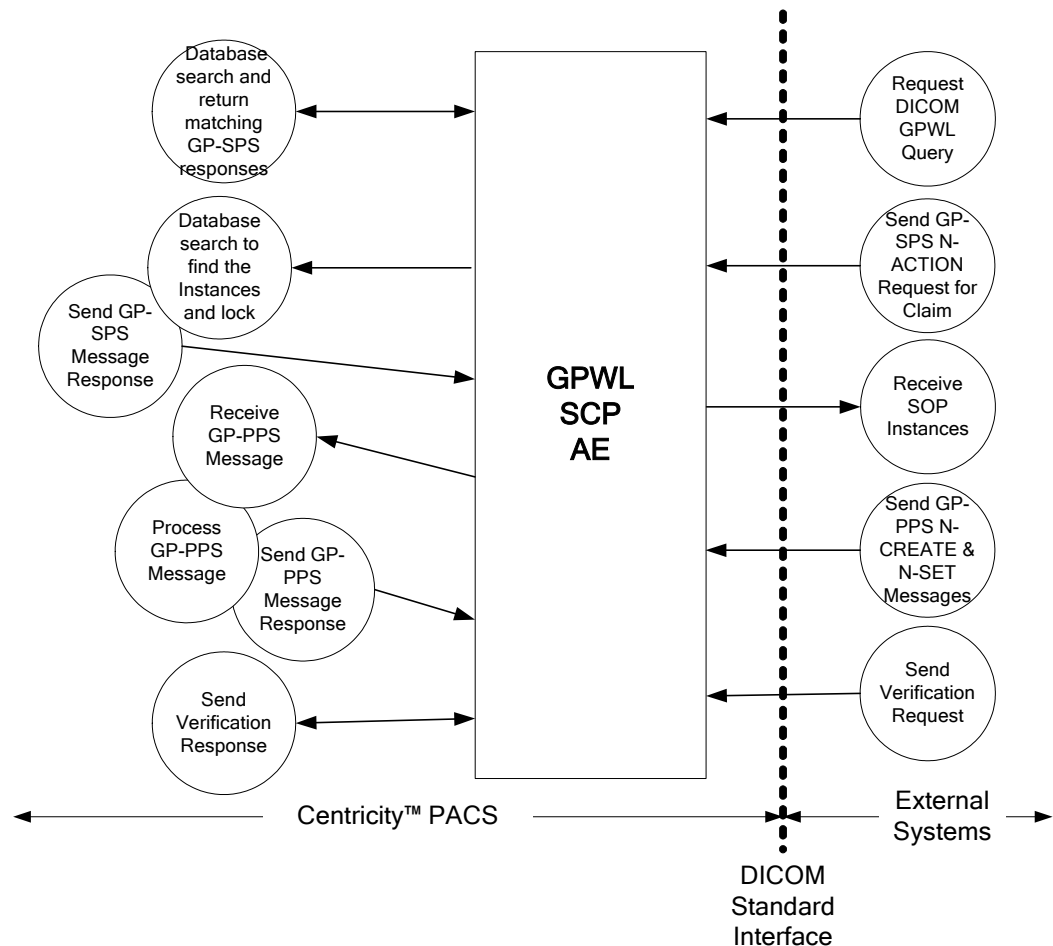 Database
search and
return
matching
GP-SPS
responses
Database
search to
find the
Instances
and lock
Send GP-
SPS
Message
Response
Receive
GP-PPS
Message
Process
GP-PPS
Message
Send GP-
PPS
Message
Response
Send
Verification
Response
GPWL
SCP
AE
Request
DICOM
GPWL
Query
Send GP-
SPS N-
ACTION
Request for
Claim
Receive
SOP
Instances
Send GP-
PPS N-
CREATE &
N-SET
Messages
Send
Verification
Request
Centricity™ PACS
External
Systems
DICOM
Standard
Interface